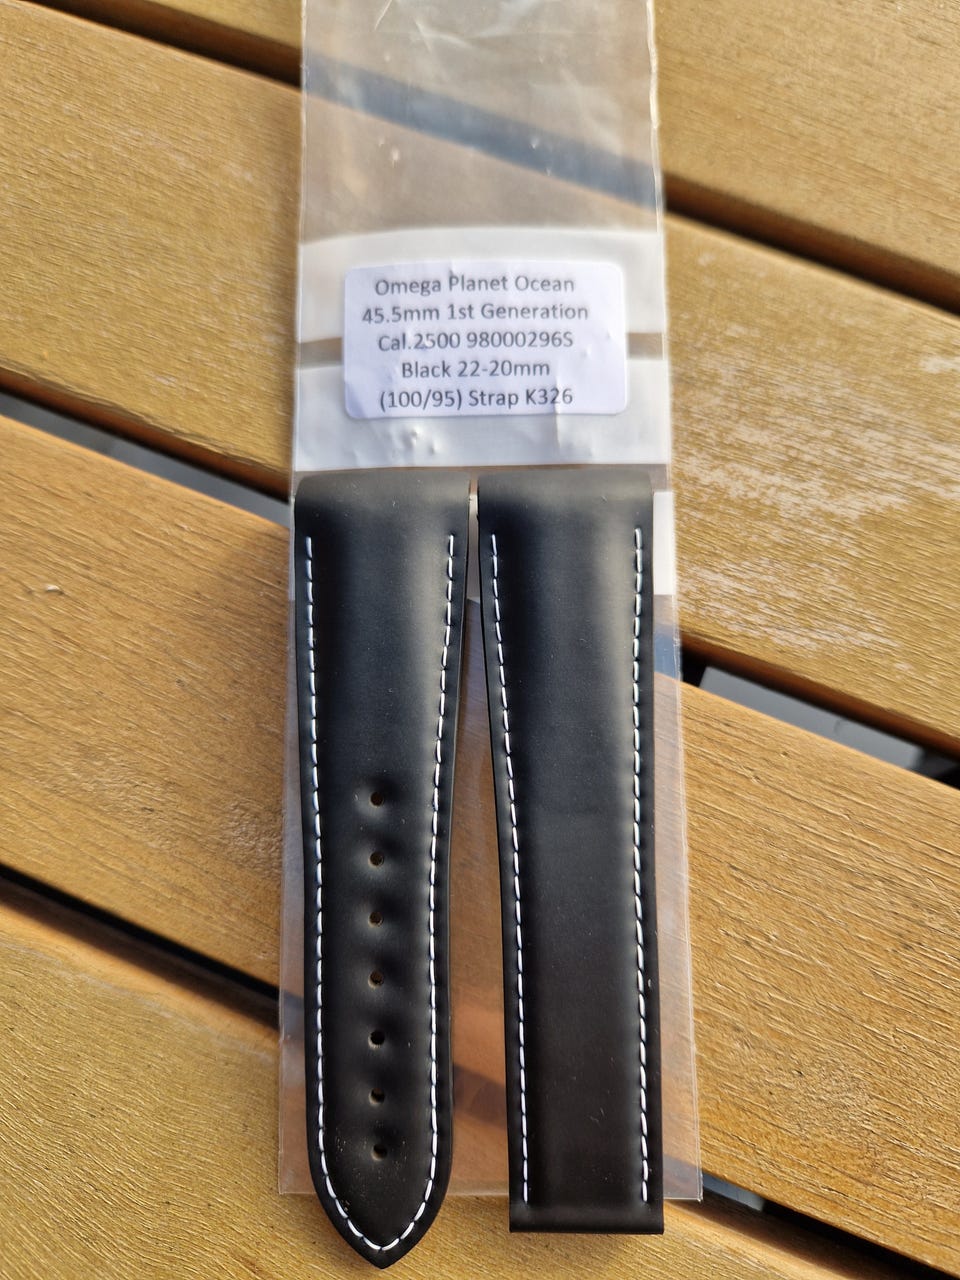 Omega Planet Ocean
45.5mm 1st Generation
Cal.2500 98000296S
Black 22-20mm
(100/95) Strap K326